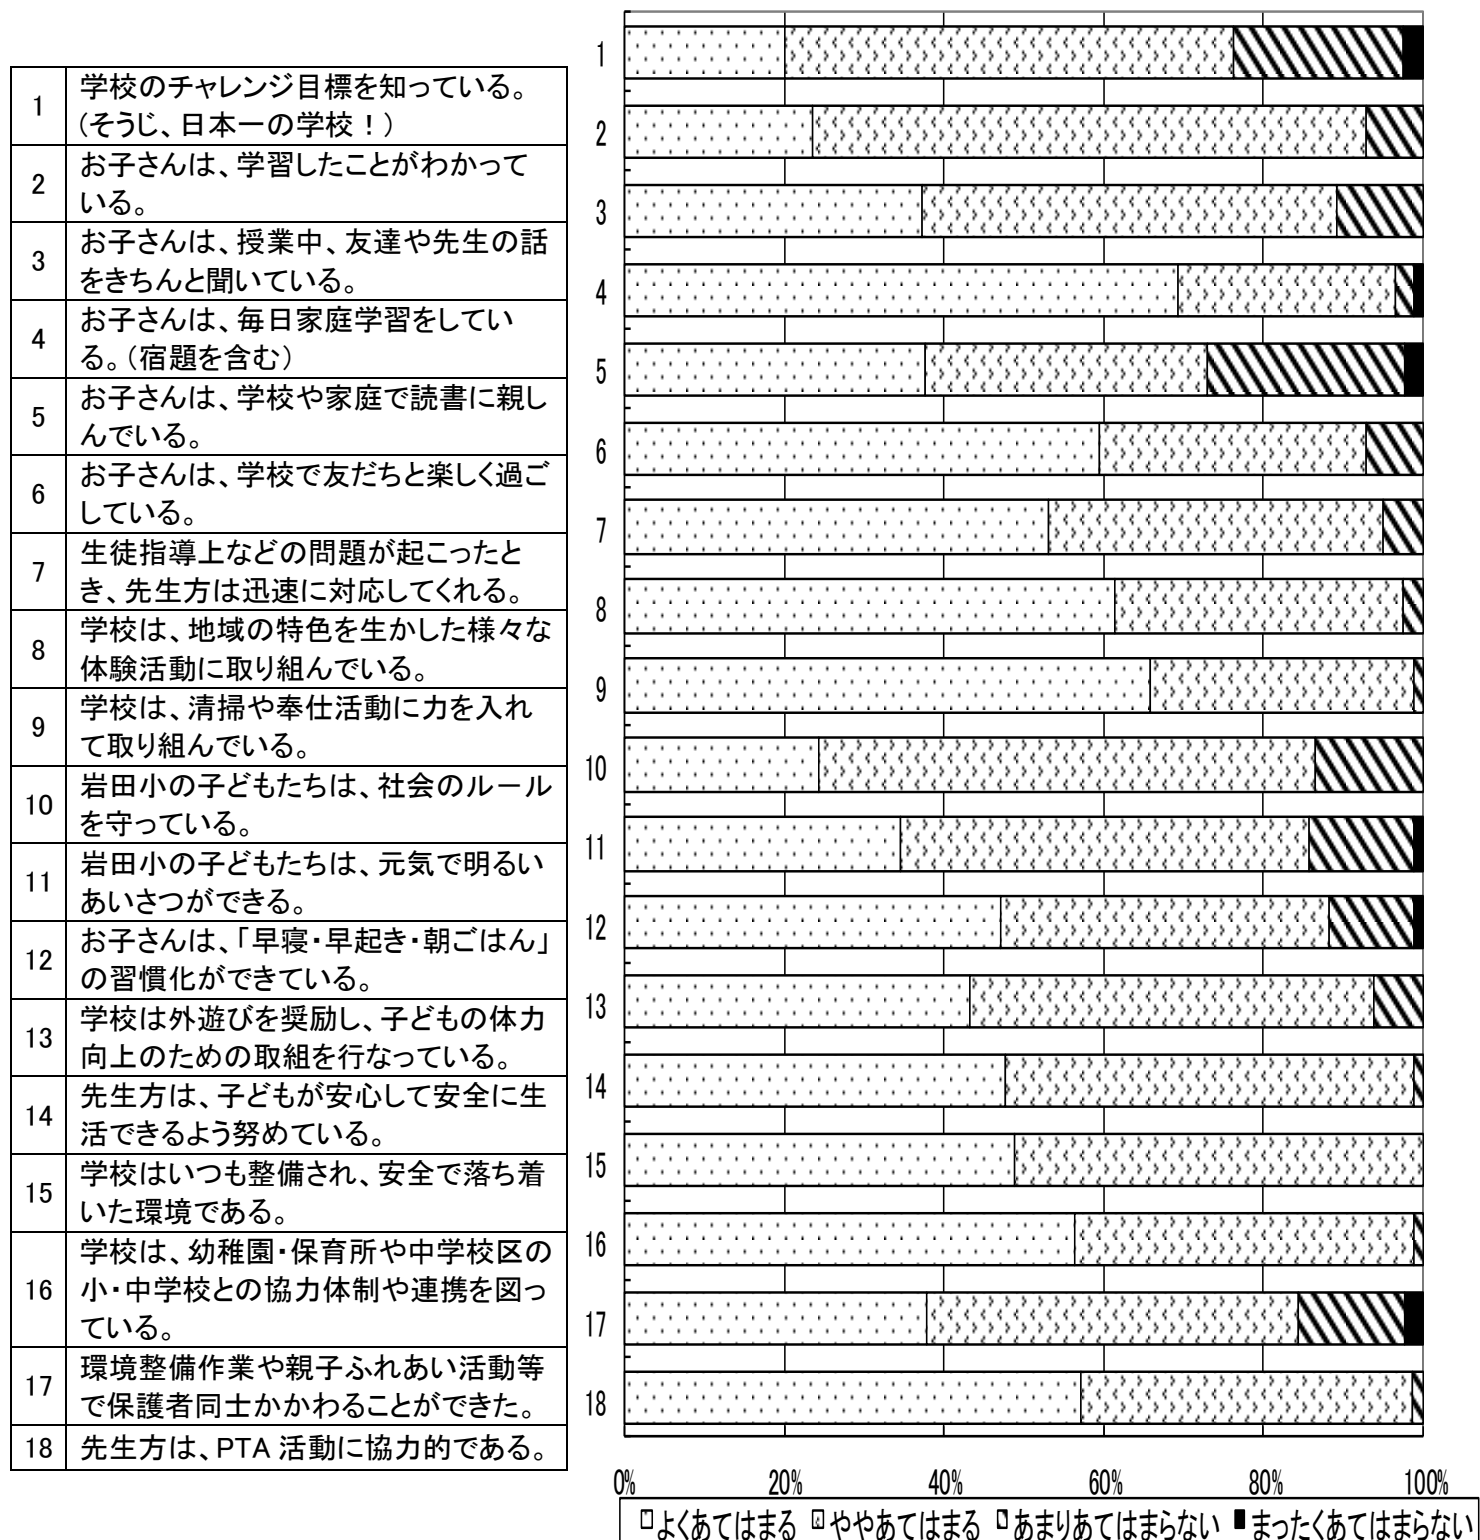 1 学校のチャレンジ目標を知っている。
（そうじ、日本一の学校！）
2 お子さんは、学習したことがわかって
いる。
3 お子さんは、授業中、友達や先生の話
をきちんと聞いている。
4 お子さんは、毎日家庭学習をしてい
る。（宿題を含む）
5 お子さんは、学校や家庭で読書に親し
んでいる。
6 お子さんは、学校で友だちと楽しく過ご
している。
7 生徒指導上などの問題が起こったと
き、先生方は迅速に対応してくれる。
8 学校は、地域の特色を生かした様々な
体験活動に取り組んでいる。
9 学校は、清掃や奉仕活動に力を入れ
て取り組んでいる。
10 岩田小の子どもたちは、社会のルール
を守っている。
11 岩田小の子どもたちは、元気で明るい
あいさつができる。
12 お子さんは、「早寝・早起き・朝ごはん」
の習慣化ができている。
13 学校は外遊びを奨励し、子どもの体力
向上のための取組を行なっている。
14 先生方は、子どもが安心して安全に生
活できるよう努めている。
15 学校はいつも整備され、安全で落ち着
いた環境である。
16 学校は、幼稚園・保育所や中学校区の
小・中学校との協力体制や連携を図っ
ている。
17 環境整備作業や親子ふれあい活動等
で保護者同士かかわることができた。
18 先生方は、PTA 活動に協力的である。
1
2
3
4
5
6
7
8
9
10
11
12
13
14
15
16
17
18
0% 20% 40% 60% 80% 100%
よくあてはまる ややあてはまる あまりあてはまらない まったくあてはまらない